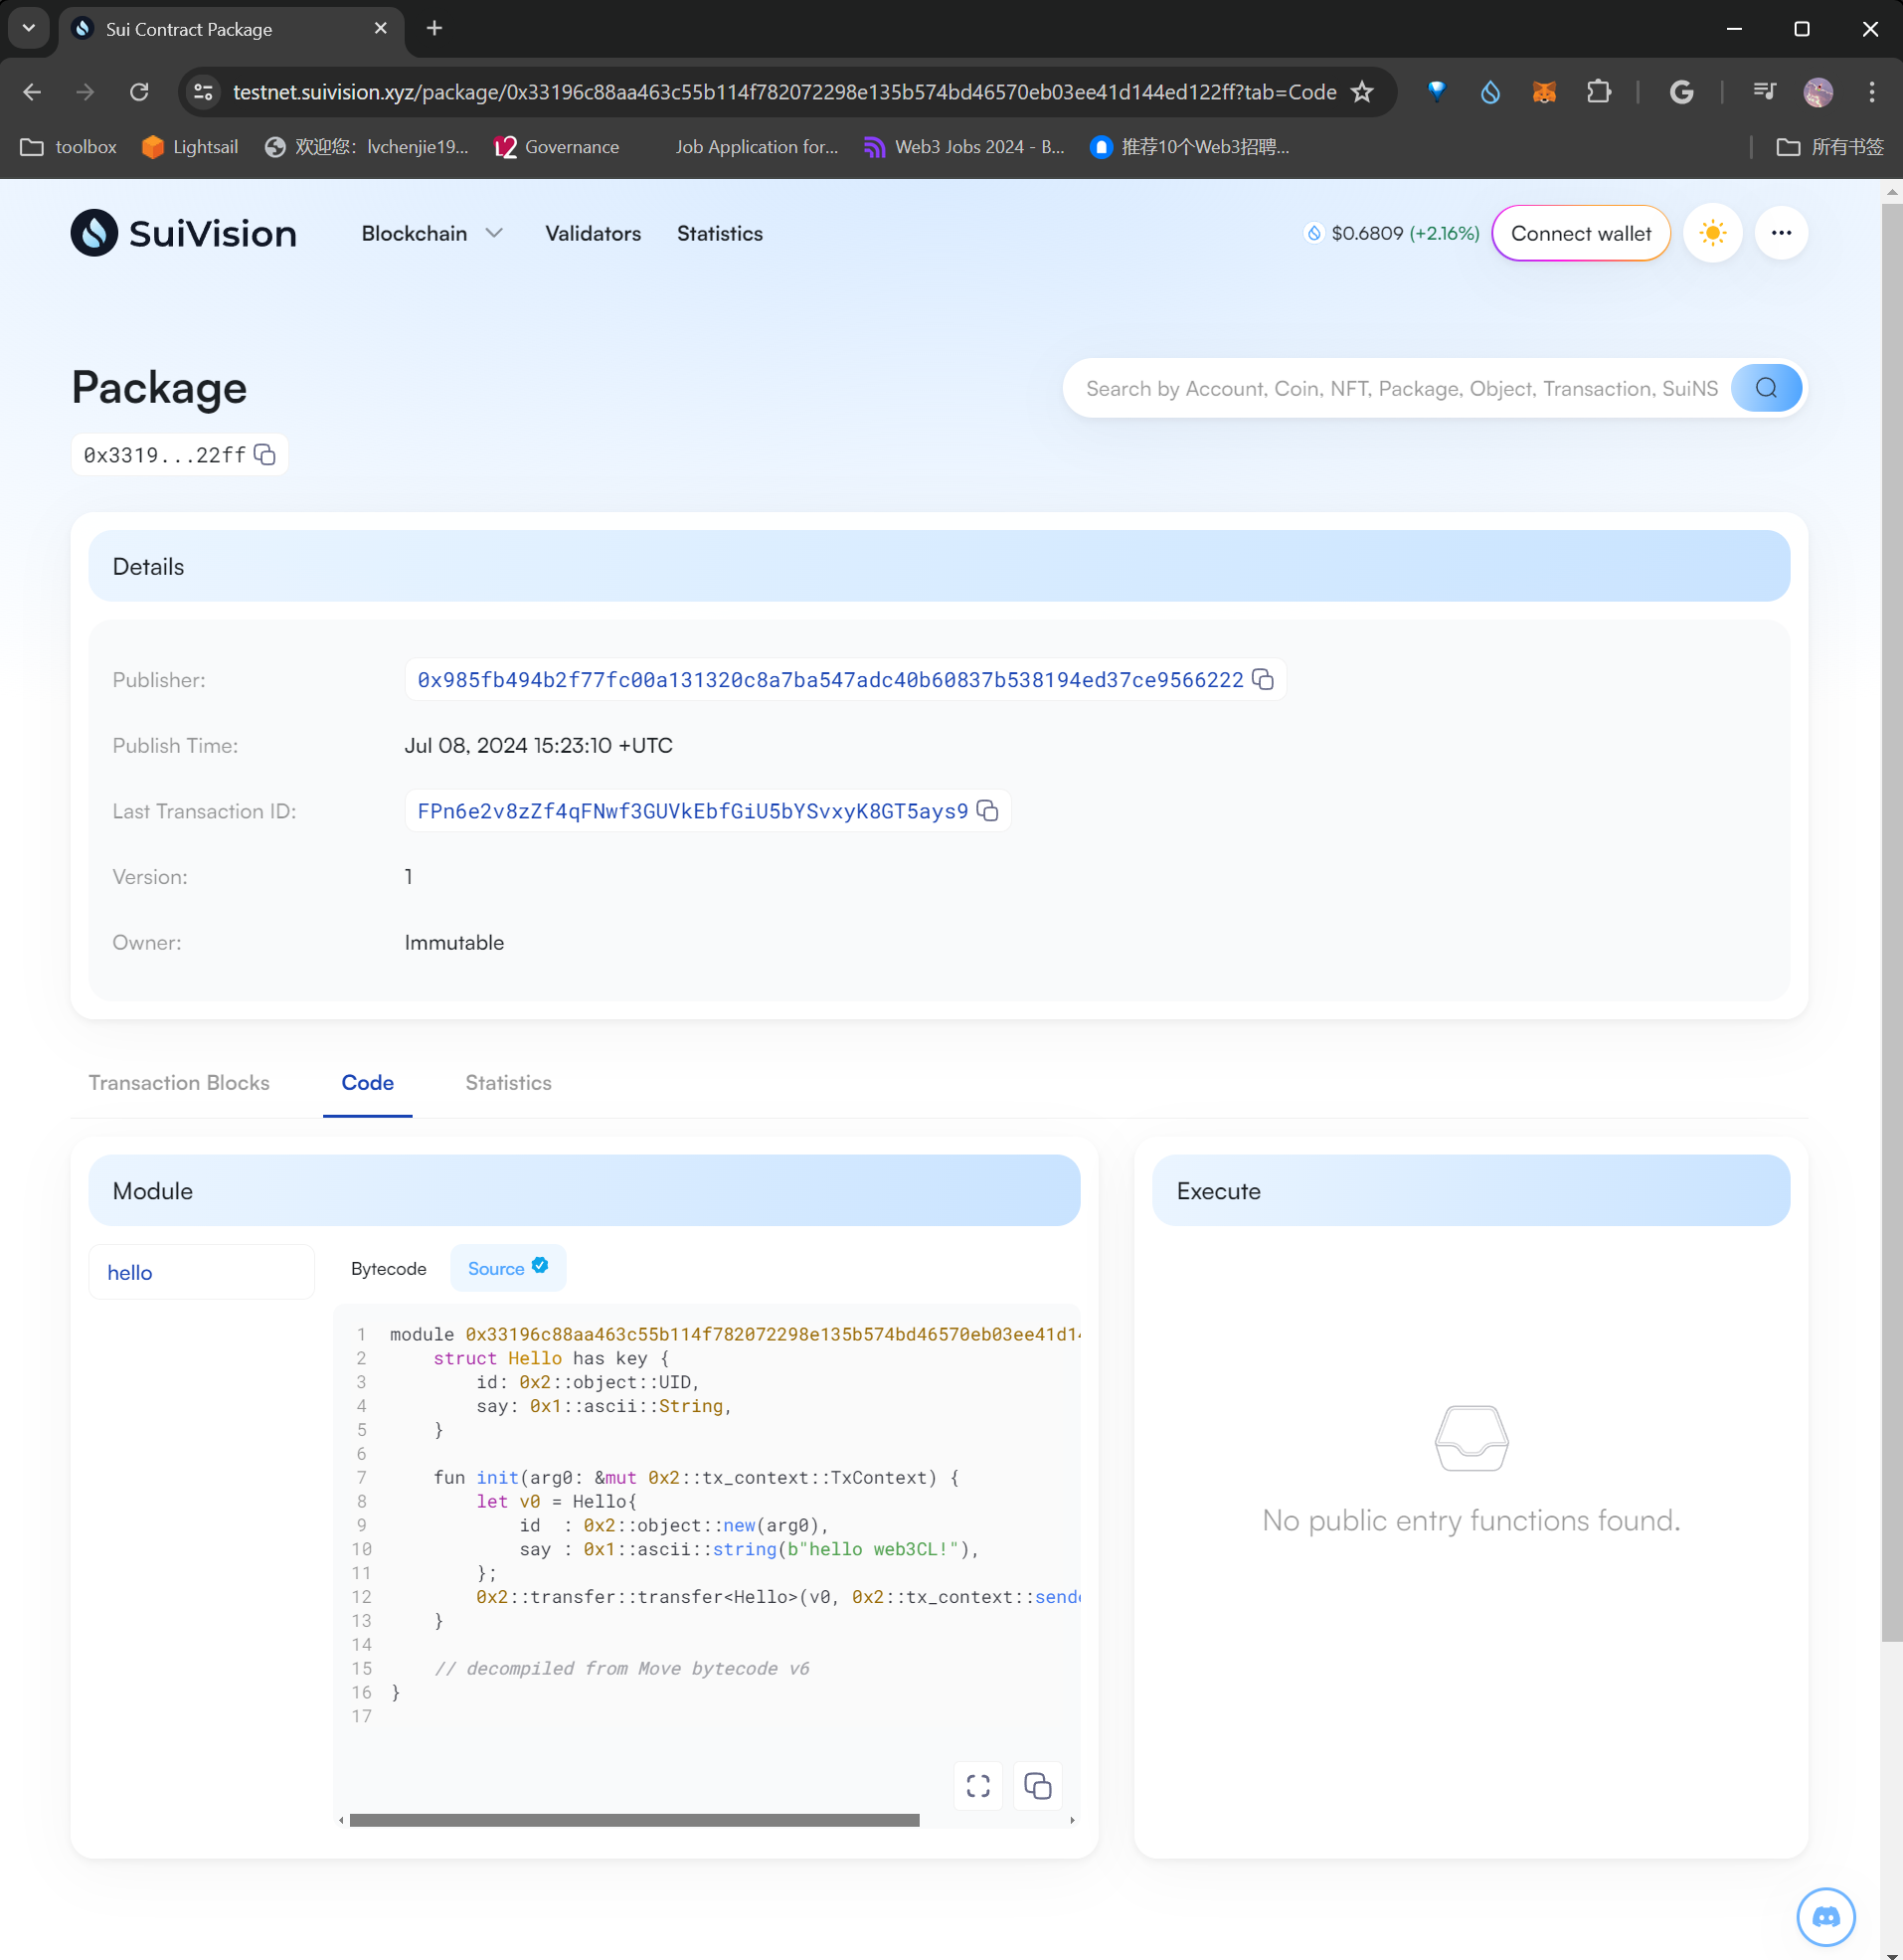 Sui Contract Package
testnet.suivision.xyz/package/0x33196c88aa463c55b114f782072298e135b574bd46570eb03ee41d144ed122ff?tab=Code
toolbox
Lightsail
欢迎您：lvchenjie19...
Governance
Job Application for...
Web3 Jobs 2024 - B...
推荐10个Web3招聘...
所有书签
SuiVision
Blockchain
Validators
Statistics
$0.6809 (+2.16%)
Connect wallet
Package
Search by Account, Coin, NFT, Package, Object, Transaction, SuiNS
0x3319...22ff
Details
Publisher:
0x985fb494b2f77fc00a131320c8a7ba547adc40b60837b538194ed37ce9566222
Publish Time:
Jul 08, 2024 15:23:10 +UTC
Last Transaction ID:
FPn6e2v8zZf4qFNwf3GUVkEbfGiU5bYSvxyK8GT5ays9
Version:
1
Owner:
Immutable
Transaction Blocks
Code
Statistics
Module
Execute
hello
Bytecode
Source
1 module 0x33196c88aa463c55b114f782072298e135b574bd46570eb03ee41d14
2 struct Hello has key {
3 id: 0x2::object::UID,
4 say: 0x1::ascii::String,
5 }
6
7 fun init(arg0: &mut 0x2::tx_context::TxContext) {
8 let v0 = Hello{
9 id  : 0x2::object::new(arg0),
10 say : 0x1::ascii::string(b"hello web3CL!"),
11 };
12 0x2::transfer::transfer<Hello>(v0, 0x2::tx_context::sende
13 }
14
15 // decompiled from Move bytecode v6
16 }
17
No public entry functions found.